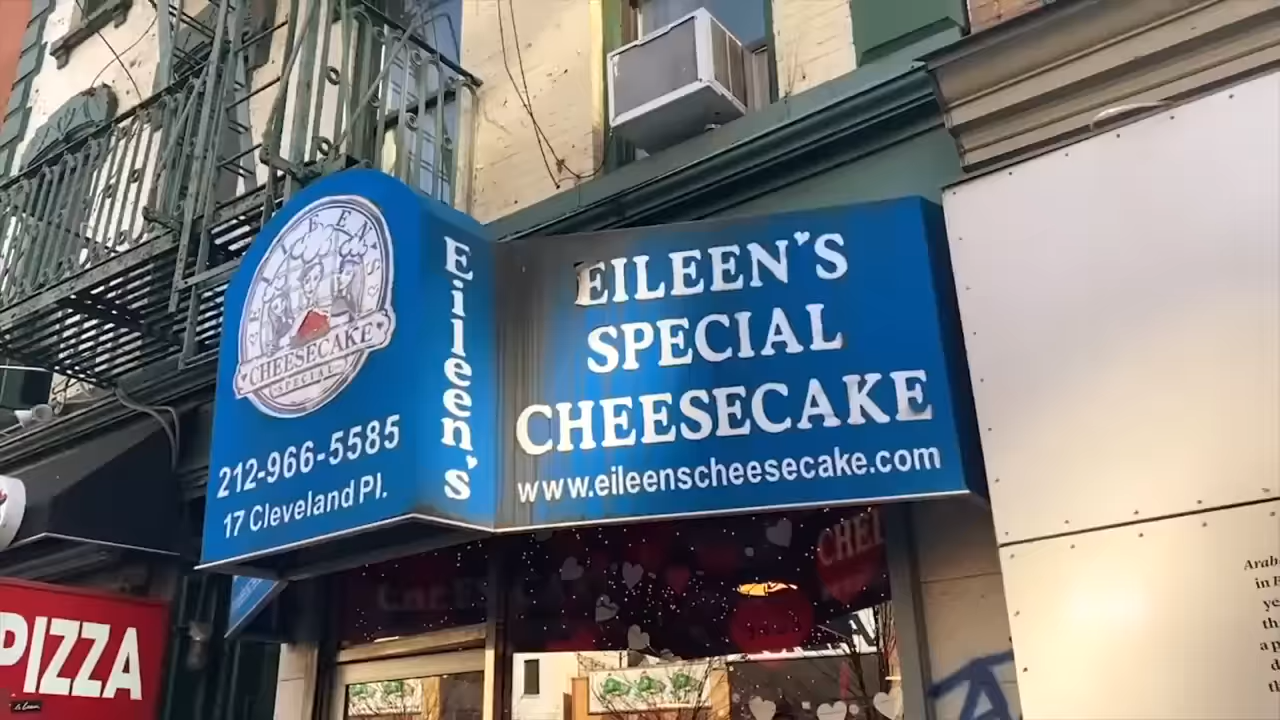 EILEEN'S
CHEESECAKE
SPECIAL
212-966-5585
17 Cleveland Pl.
Eileen's
EILEEN'S
SPECIAL
CHEESECAKE
www.eileenscheesecake.com
PIZZA